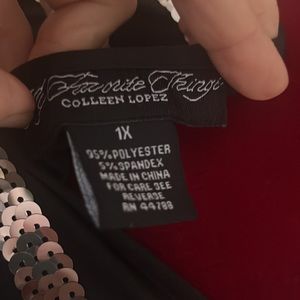 Favorite Things
COLLEEN LOPEZ
1X
95% POLYESTER
5% SPANDEX
MADE IN CHINA
FOR CARE SEE
REVERSE
RN 44789